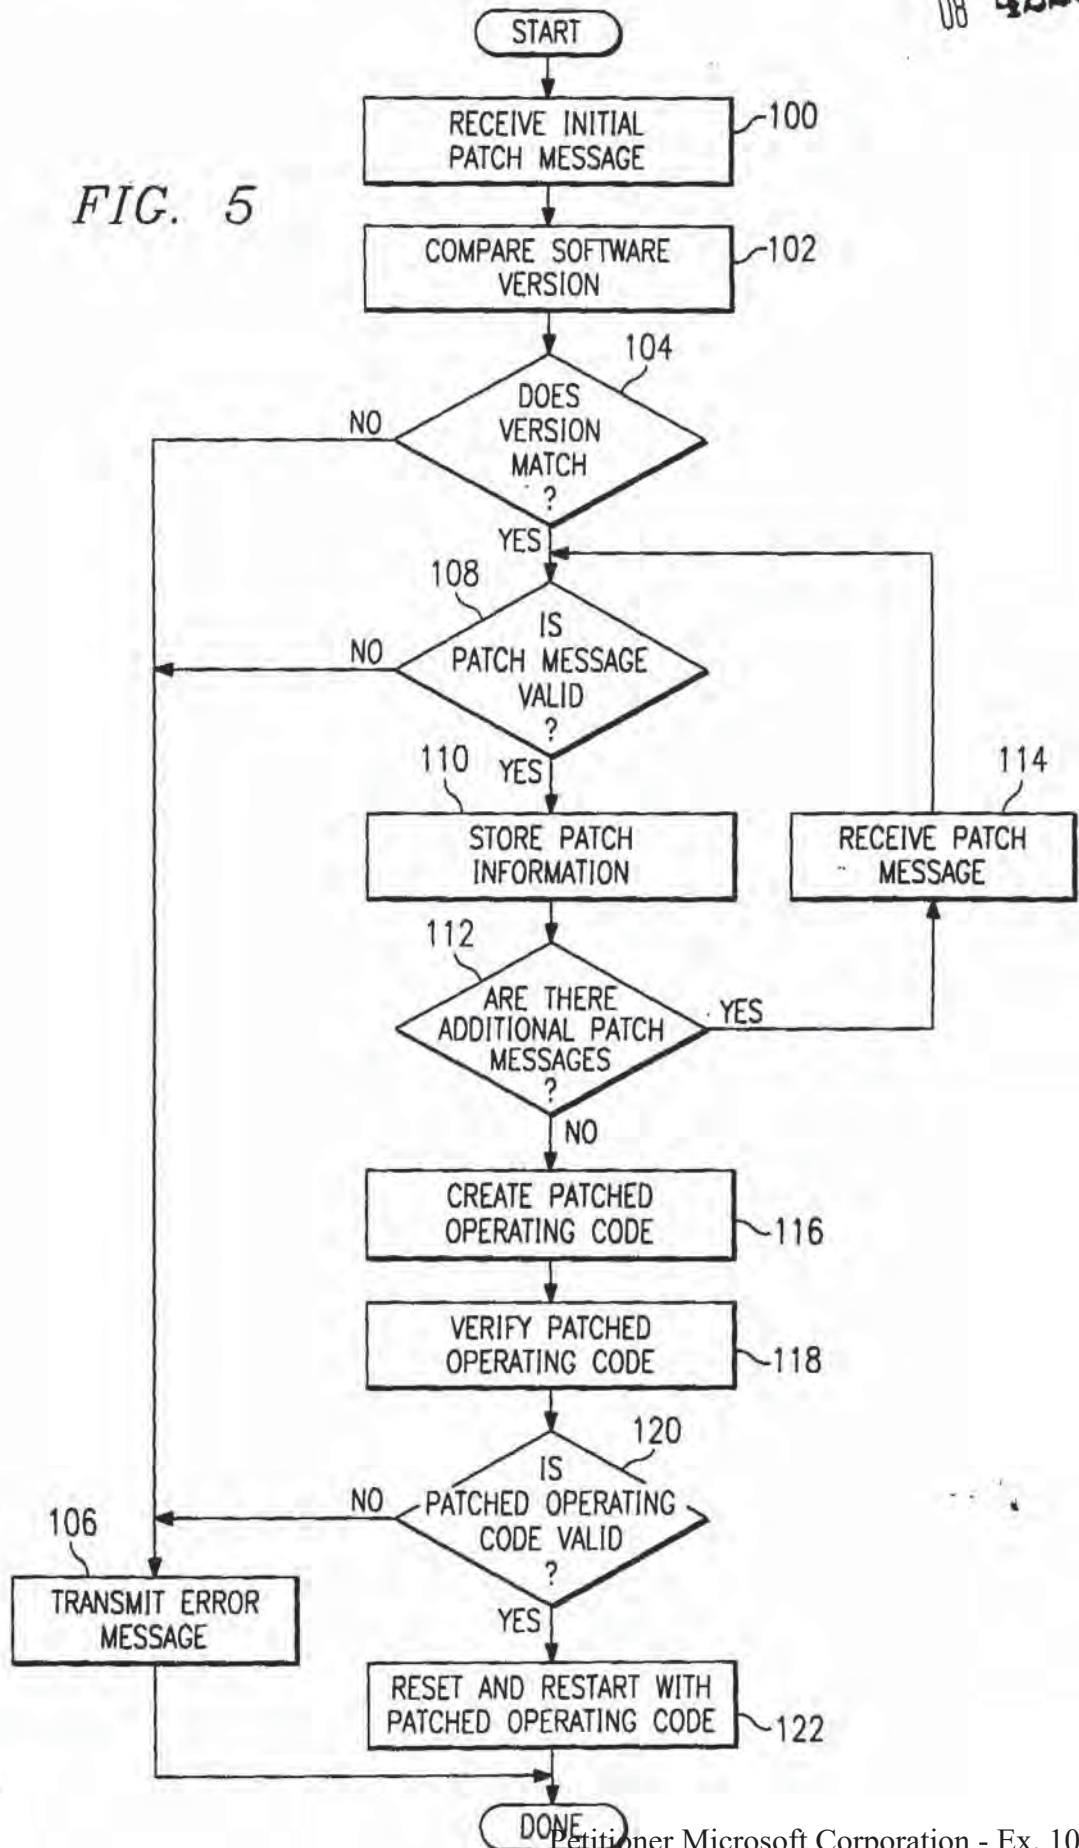 START
RECEIVE INITIAL
PATCH MESSAGE
100
FIG. 5
COMPARE SOFTWARE
VERSION
102
104
DOES
VERSION
MATCH
?
NO
YES
108
IS
PATCH MESSAGE
VALID
?
NO
YES
110
STORE PATCH
INFORMATION
114
RECEIVE PATCH
MESSAGE
112
ARE THERE
ADDITIONAL PATCH
MESSAGES
?
YES
NO
CREATE PATCHED
OPERATING CODE
116
VERIFY PATCHED
OPERATING CODE
118
120
IS
PATCHED OPERATING
CODE VALID
?
NO
YES
106
TRANSMIT ERROR
MESSAGE
RESET AND RESTART WITH
PATCHED OPERATING CODE
122
DONE
Petitioner Microsoft Corporation - Ex. 10